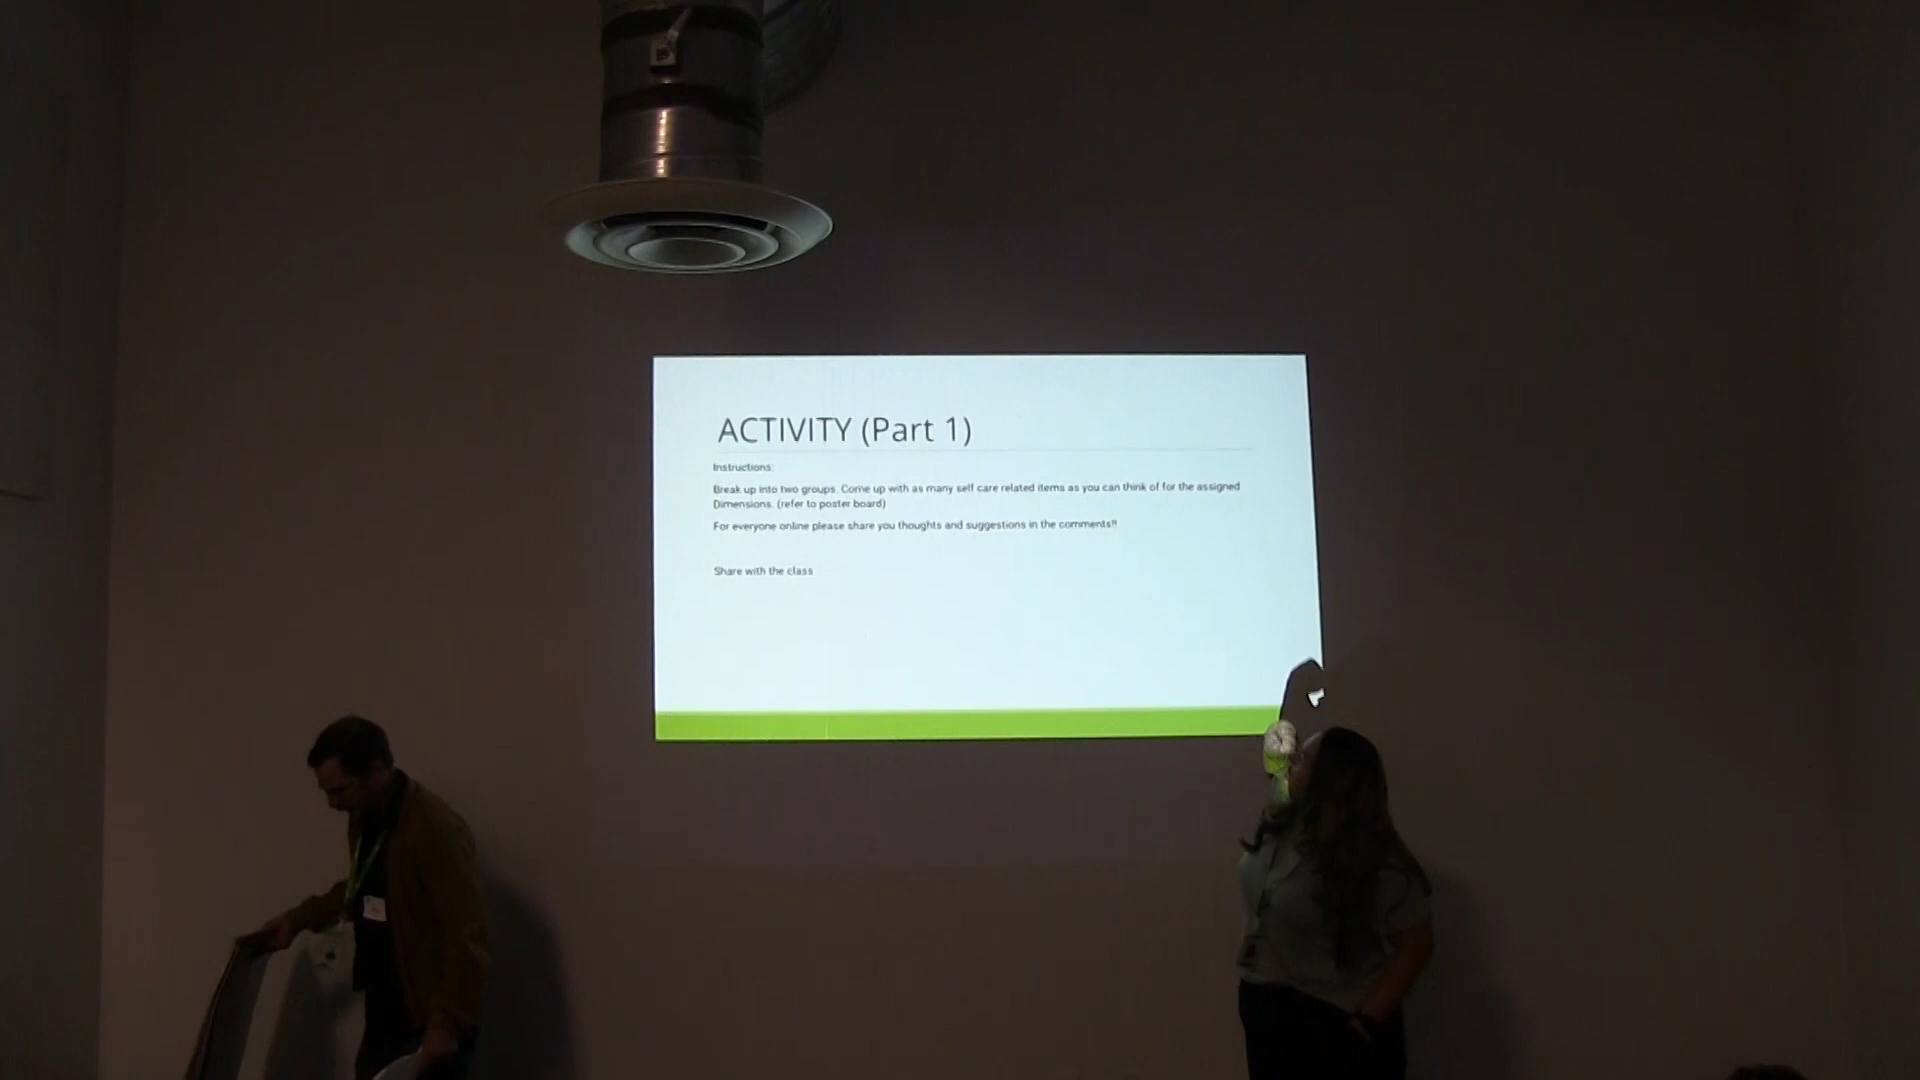 ACTIVITY (Part 1)
Instructions:
Break up into two groups. Come up with as many self care related items as you can think of for the assigned
Dimensions. (refer to poster board)
For everyone online please share you thoughts and suggestions in the comments!!
Share with the class